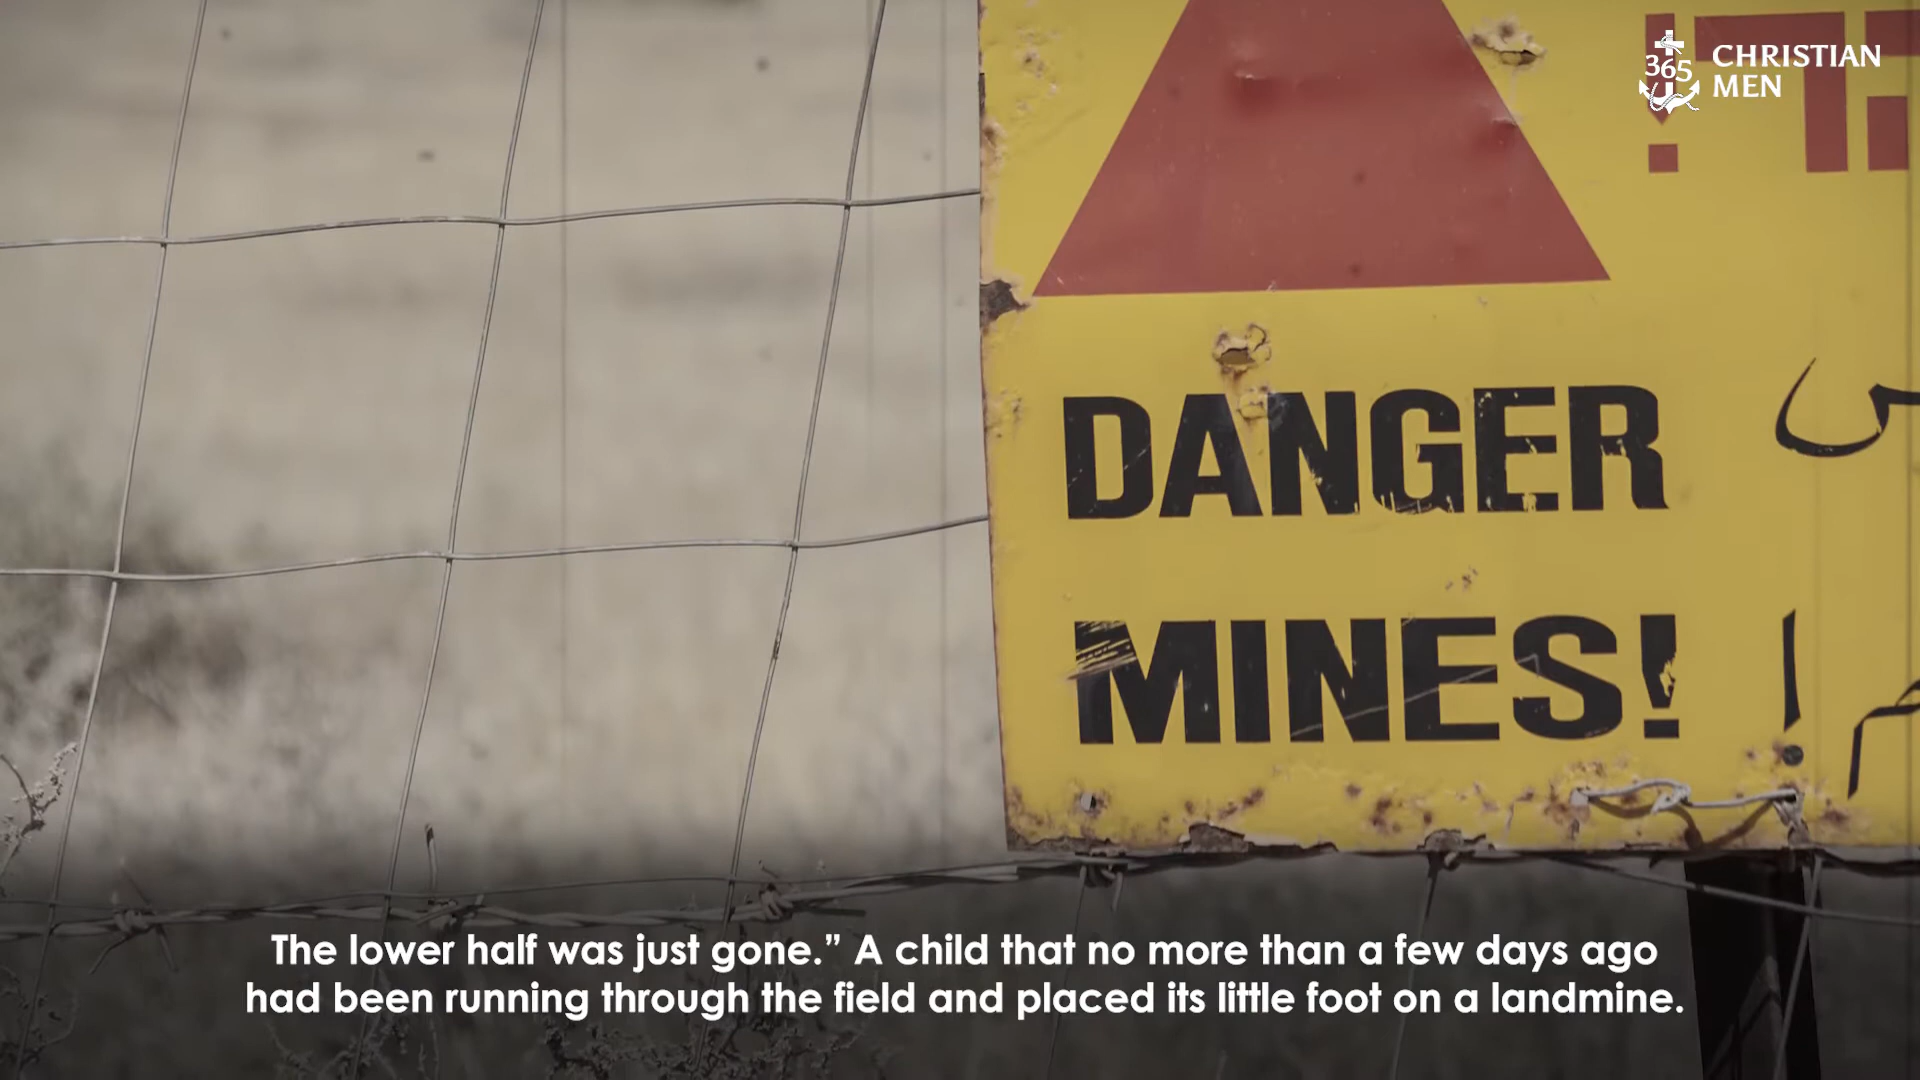 365
CHRISTIAN
MEN
DANGER
MINES!
The lower half was just gone.” A child that no more than a few days ago
had been running through the field and placed its little foot on a landmine.